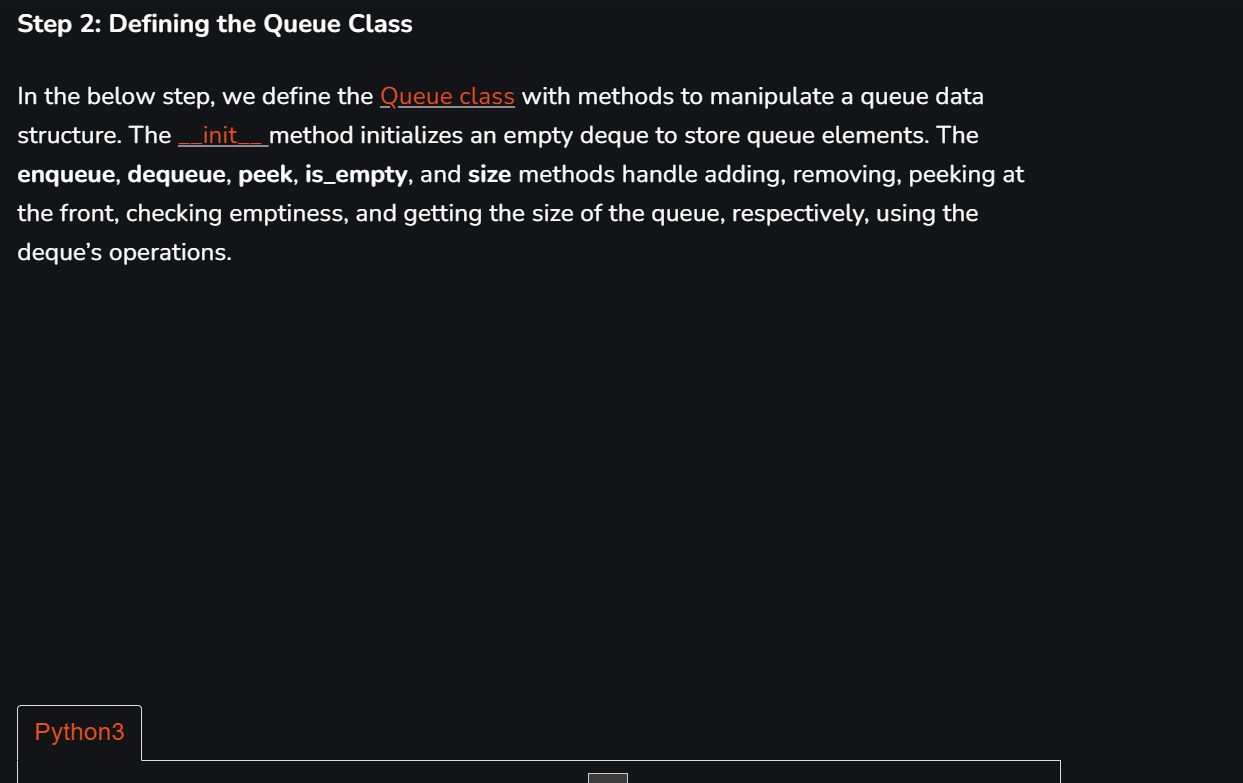 Step 2: Defining the Queue Class
In the below step, we define the Queue class with methods to manipulate a queue data
structure. The __init__ method initializes an empty deque to store queue elements. The
enqueue, dequeue, peek, is_empty, and size methods handle adding, removing, peeking at
the front, checking emptiness, and getting the size of the queue, respectively, using the
deque’s operations.
Python3